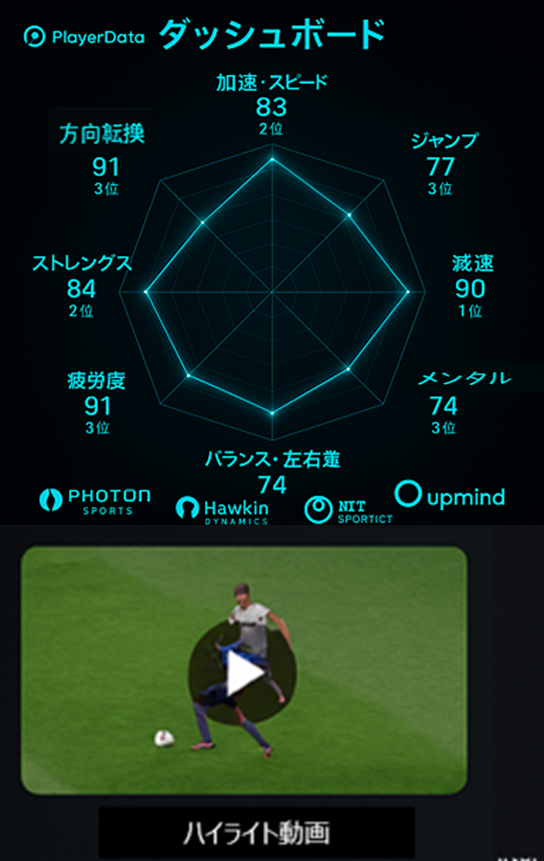 PlayerData ダッシュボード
加速・スピード
83
2位
方向転換
91
3位
ジャンプ
77
3位
ストレングス
84
2位
減速
90
1位
疲労度
91
3位
メンタル
74
3位
バランス・左右
74
PHOTON
SPORTS
Hawkin
DYNAMICS
NIT
SPORTICT
upmind
ハイライト動画